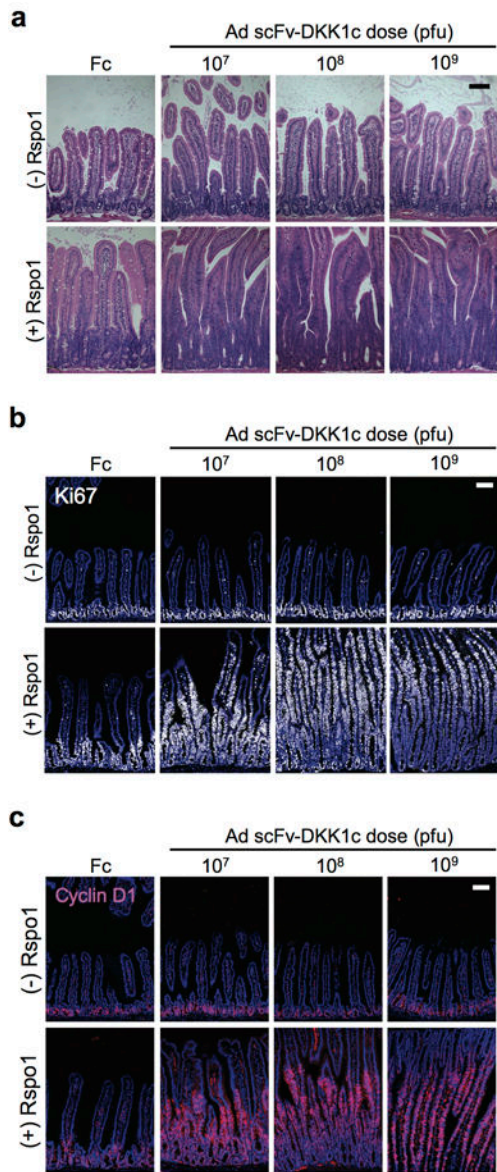 a
Ad scFv-DKK1c dose (pfu)
Fc 10⁷ 10⁸ 10⁹
(-) Rspo1
(+) Rspo1
b
Ad scFv-DKK1c dose (pfu)
Fc 10⁷ 10⁸ 10⁹
Ki67
(-) Rspo1
(+) Rspo1
c
Ad scFv-DKK1c dose (pfu)
Fc 10⁷ 10⁸ 10⁹
Cyclin D1
(-) Rspo1
(+) Rspo1